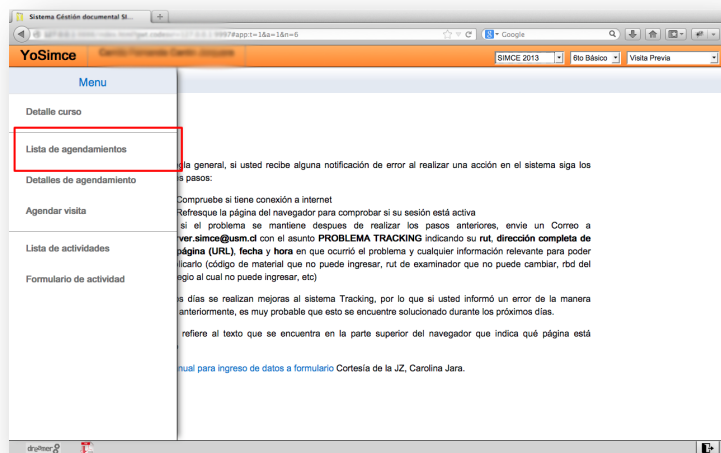 Sistema Géstión documental SI...
9997#app:t=1&a=1&n=6
Google
YoSimce
SIMCE 2013
6to Básico
Visita Previa
Menu
Detalle curso
Lista de agendamientos
Detalles de agendamiento
Agendar visita
Lista de actividades
Formulario de actividad
gla general, si usted recibe alguna notificación de error al realizar una acción en el sistema siga los
s pasos:
Compruebe si tiene conexión a internet
Refresque la página del navegador para comprobar si su sesión está activa
si el problema se mantiene despues de realizar los pasos anteriores, envie un Correo a
rver.simce@usm.cl con el asunto PROBLEMA TRACKING indicando su rut, dirección completa de
página (URL), fecha y hora en que ocurrió el problema y cualquier información relevante para poder
licarlo (código de material que no puede ingresar, rut de examinador que no puede cambiar, rbd del
egio al cual no puede ingresar, etc)
s días se realizan mejoras al sistema Tracking, por lo que si usted informó un error de la manera
anteriormente, es muy probable que esto se encuentre solucionado durante los próximos días.
refiere al texto que se encuentra en la parte superior del navegador que indica qué página está
nual para ingreso de datos a formulario Cortesía de la JZ, Carolina Jara.